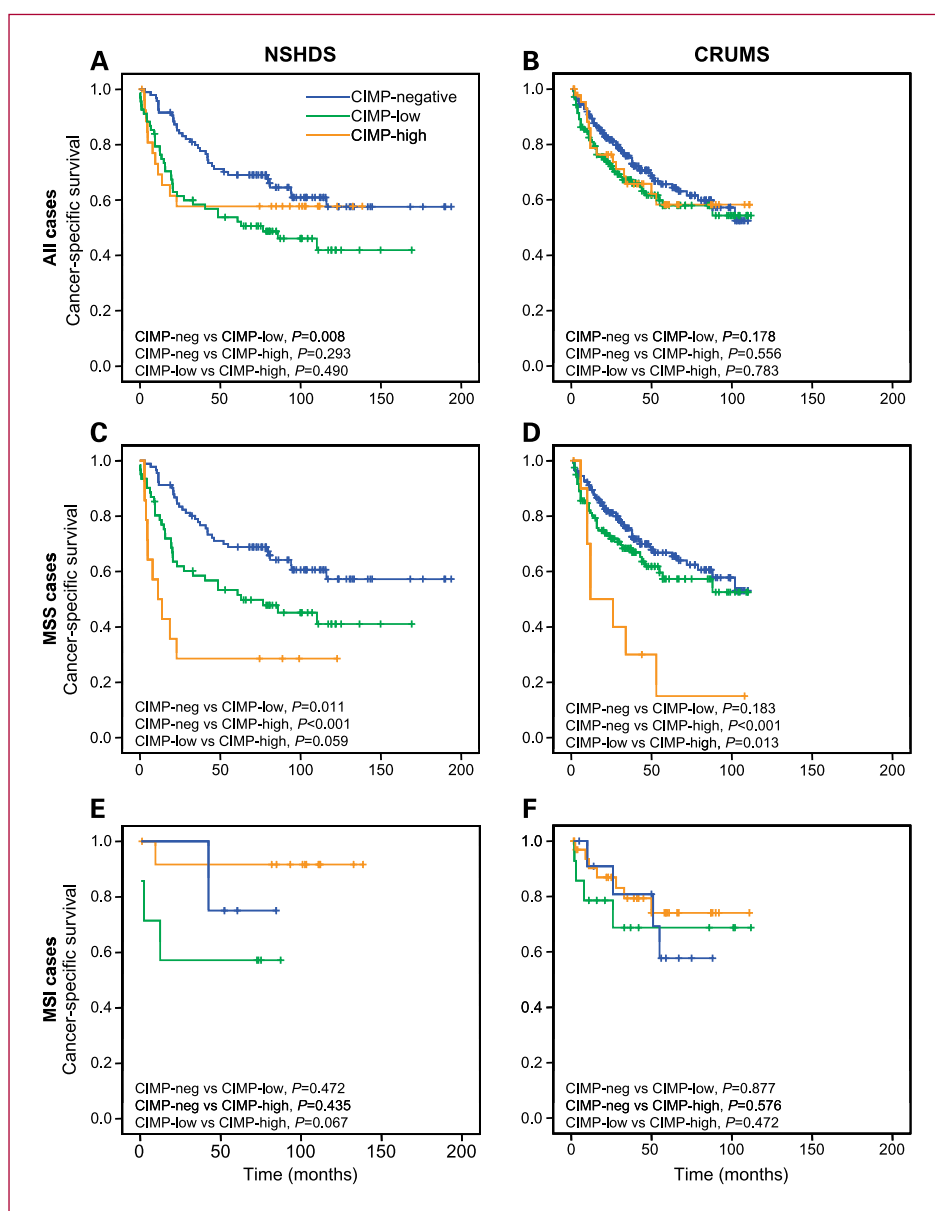 NSHDS
CRUMS
A
B
CIMP-negative
CIMP-low
CIMP-high
All cases
Cancer-specific survival
1.0
0.8
0.6
0.4
0.2
0.0
CIMP-neg vs CIMP-low, P=0.008
CIMP-neg vs CIMP-high, P=0.293
CIMP-low vs CIMP-high, P=0.490
0 50 100 150 200
1.0
0.8
0.6
0.4
0.2
0.0
CIMP-neg vs CIMP-low, P=0.178
CIMP-neg vs CIMP-high, P=0.556
CIMP-low vs CIMP-high, P=0.783
0 50 100 150 200
C
D
MSS cases
Cancer-specific survival
1.0
0.8
0.6
0.4
0.2
0.0
CIMP-neg vs CIMP-low, P=0.011
CIMP-neg vs CIMP-high, P<0.001
CIMP-low vs CIMP-high, P=0.059
0 50 100 150 200
1.0
0.8
0.6
0.4
0.2
0.0
CIMP-neg vs CIMP-low, P=0.183
CIMP-neg vs CIMP-high, P<0.001
CIMP-low vs CIMP-high, P=0.013
0 50 100 150 200
E
F
MSI cases
Cancer-specific survival
1.0
0.8
0.6
0.4
0.2
0.0
CIMP-neg vs CIMP-low, P=0.472
CIMP-neg vs CIMP-high, P=0.435
CIMP-low vs CIMP-high, P=0.067
0 50 100 150 200
Time (months)
1.0
0.8
0.6
0.4
0.2
0.0
CIMP-neg vs CIMP-low, P=0.877
CIMP-neg vs CIMP-high, P=0.576
CIMP-low vs CIMP-high, P=0.472
0 50 100 150 200
Time (months)